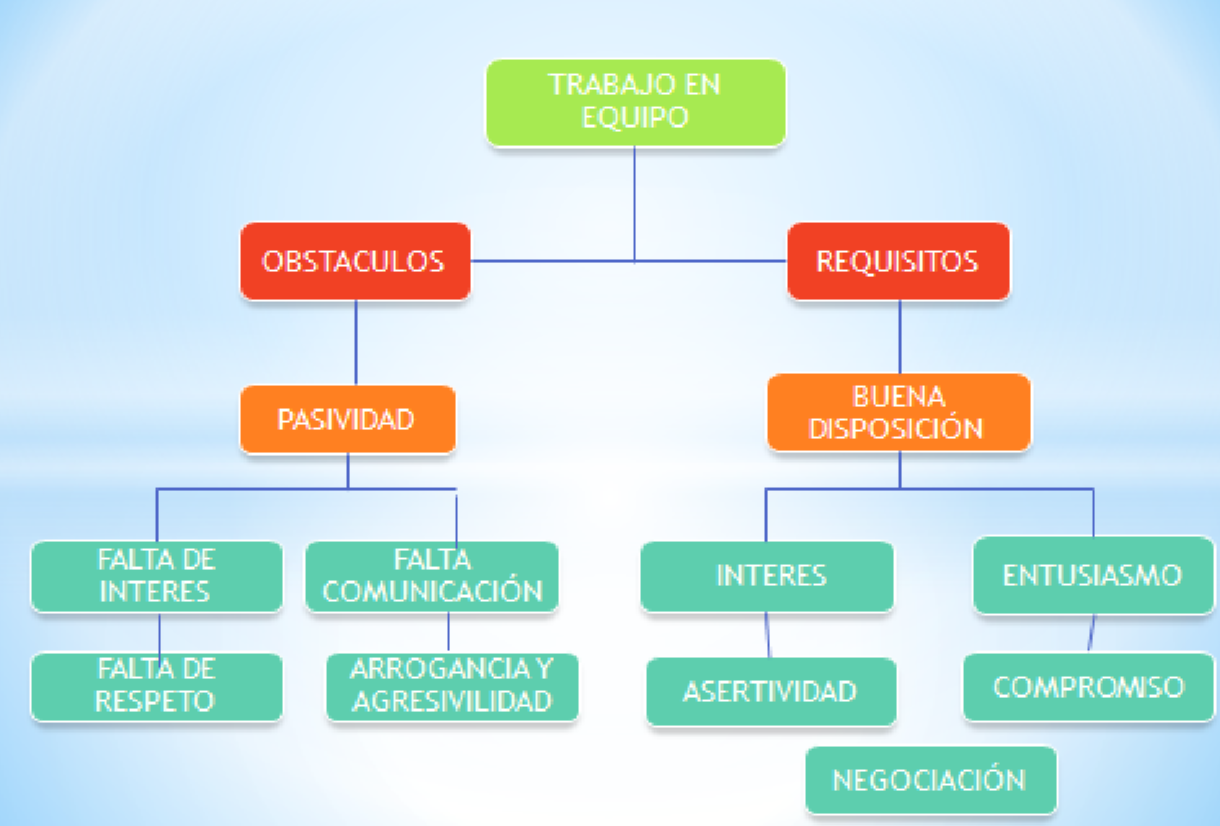 TRABAJO EN
EQUIPO
OBSTACULOS
REQUISITOS
PASIVIDAD
BUENA
DISPOSICIÓN
FALTA DE
INTERES
FALTA
COMUNICACIÓN
INTERES
ENTUSIASMO
FALTA DE
RESPETO
ARROGANCIA Y
AGRESIVILIDAD
ASERTIVIDAD
COMPROMISO
NEGOCIACIÓN